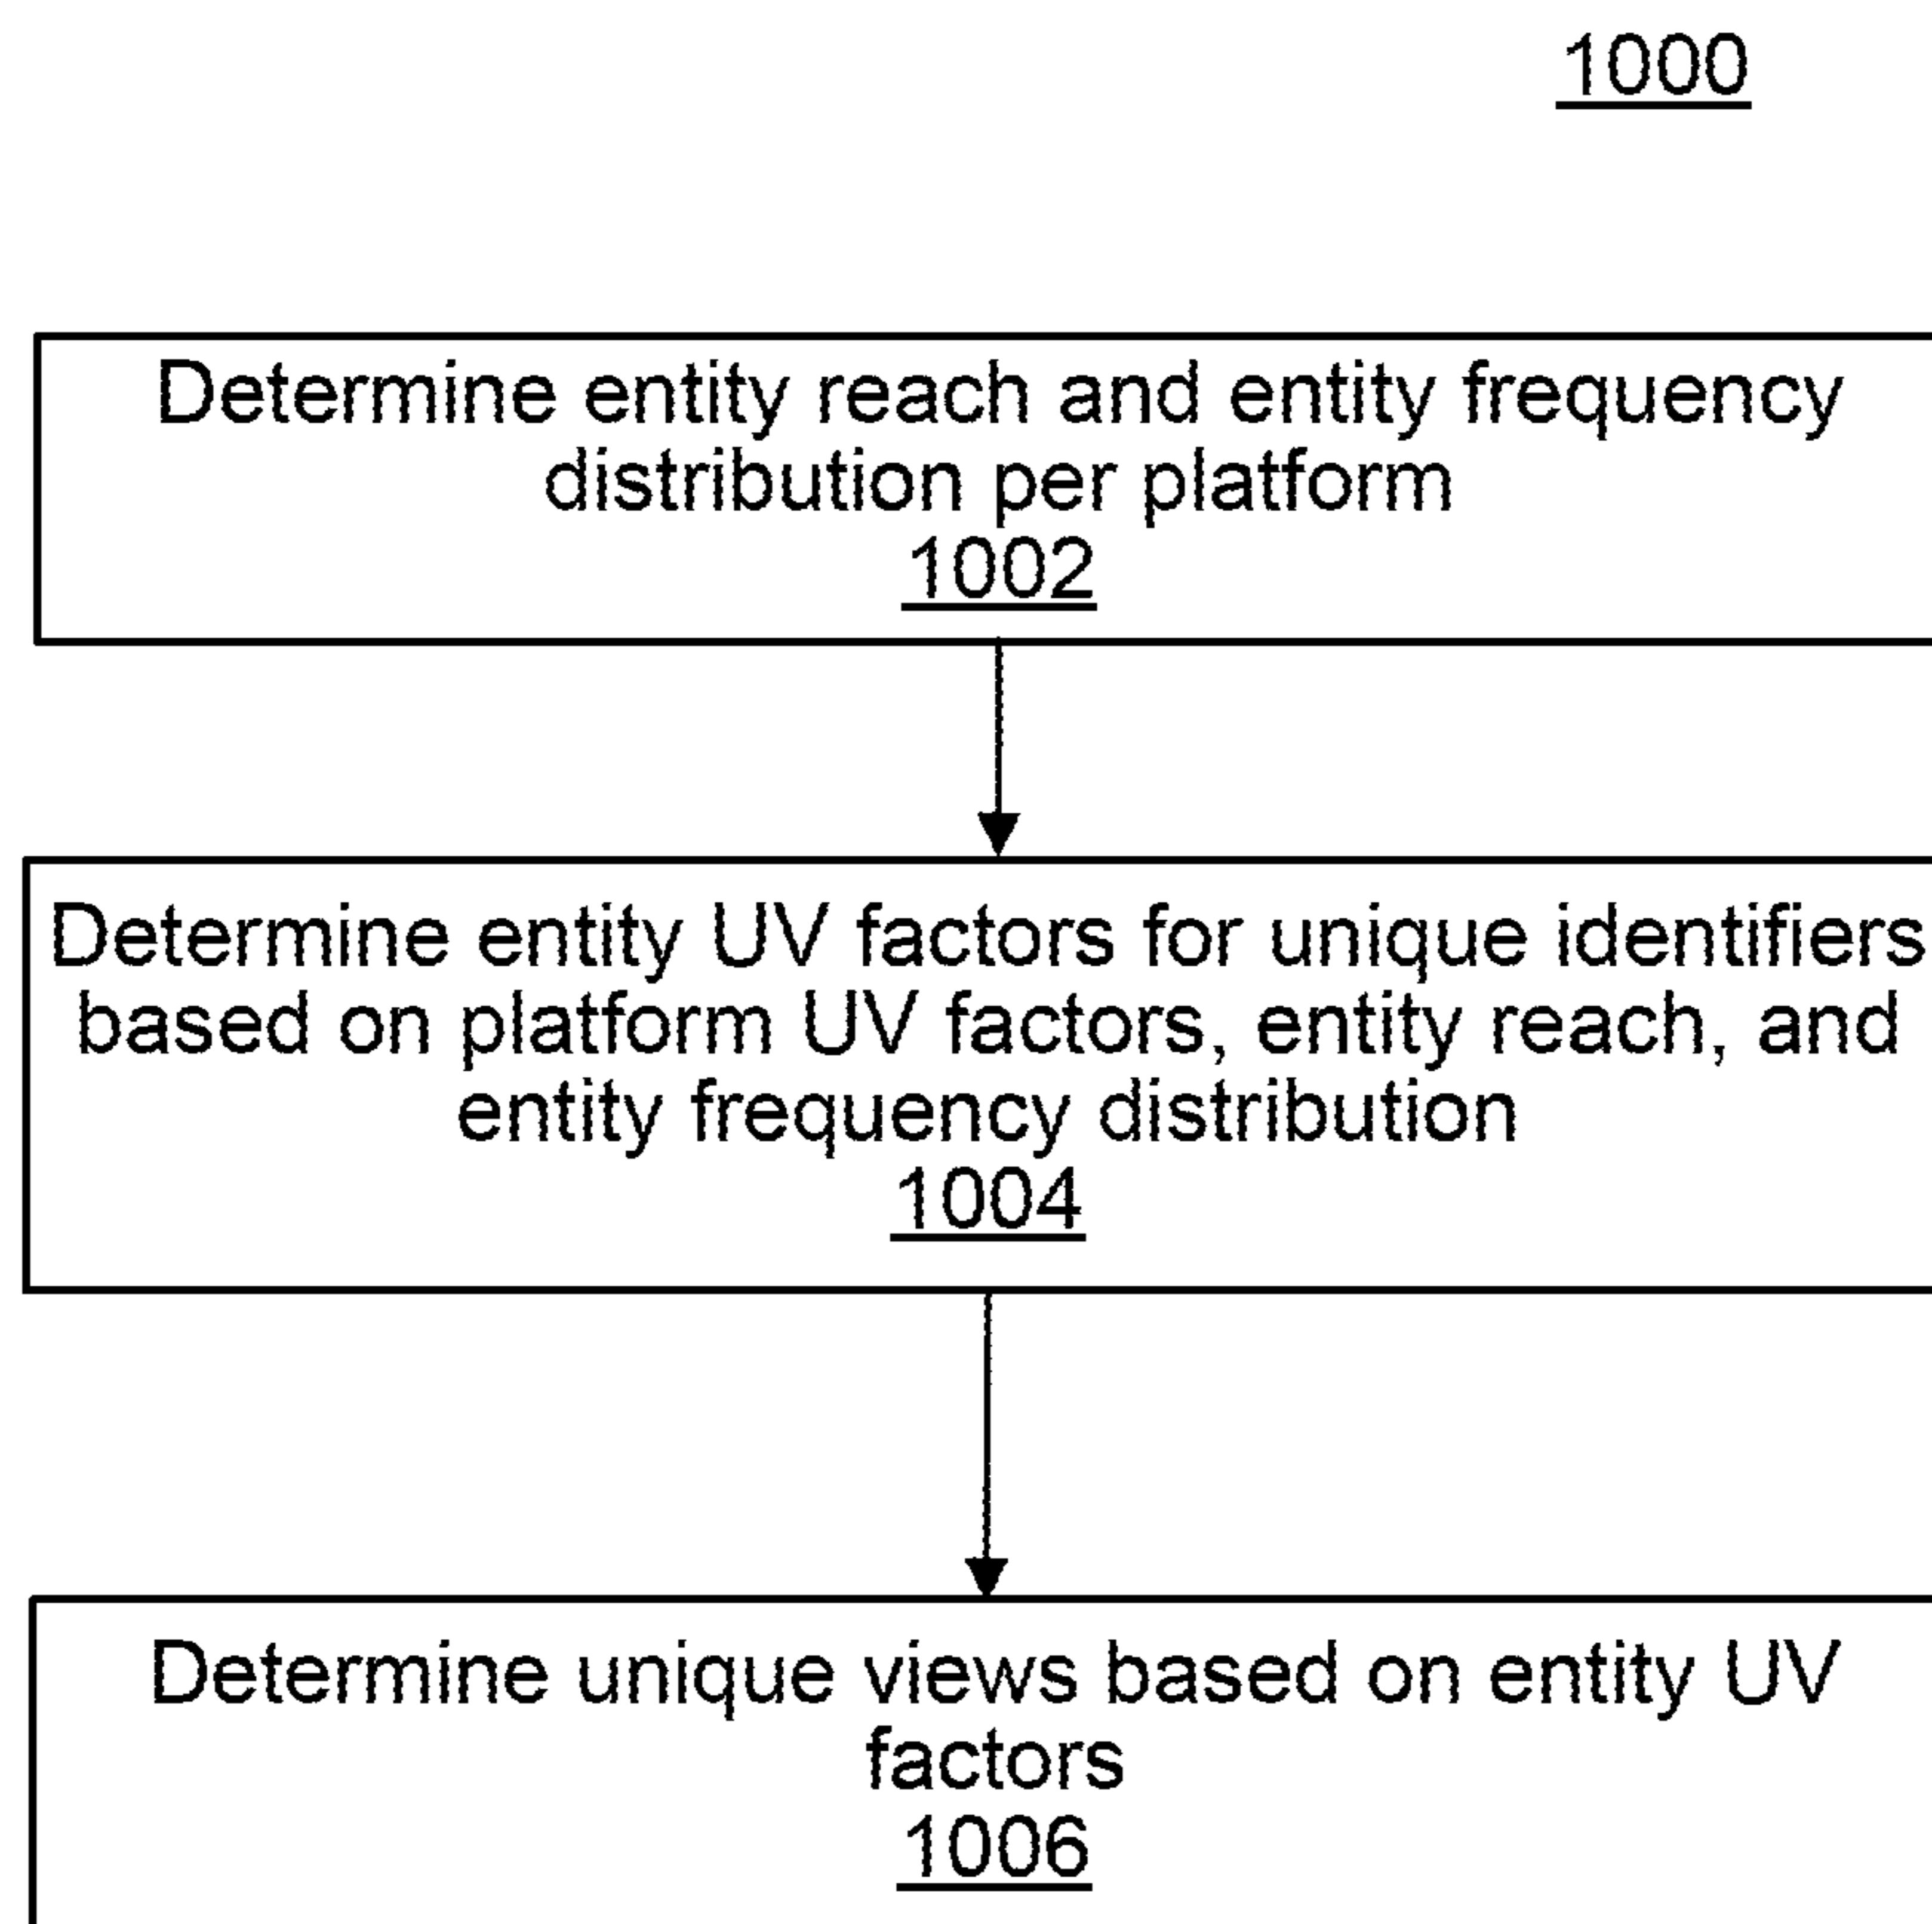 1000
Determine entity reach and entity frequency
distribution per platform
1002
Determine entity UV factors for unique identifiers
based on platform UV factors, entity reach, and
entity frequency distribution
1004
Determine unique views based on entity UV
factors
1006